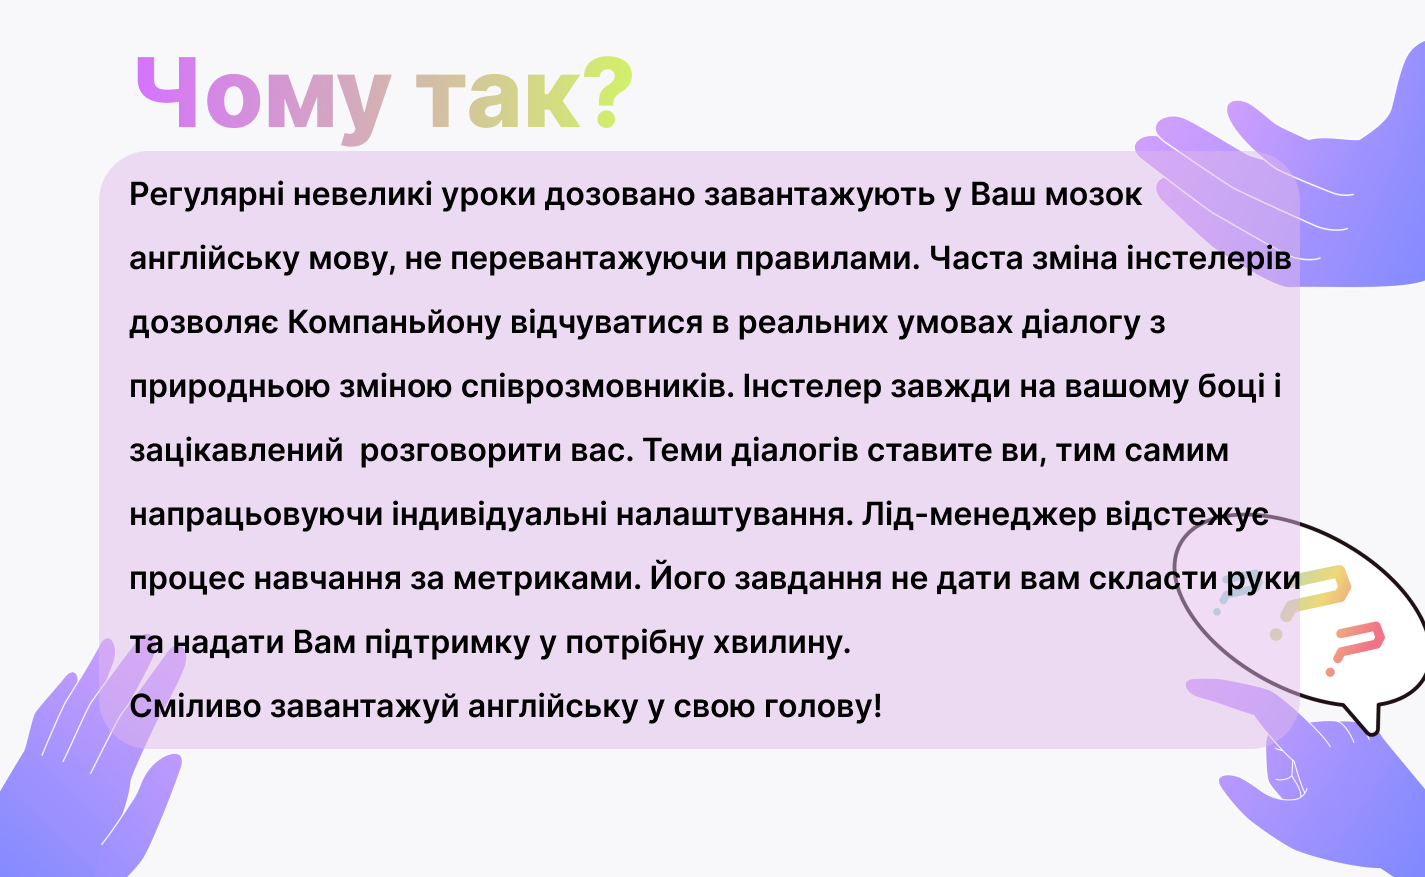 Чому так?
Регулярні невеликі уроки дозовано завантажують у Ваш мозок
англійську мову, не перевантажуючи правилами. Часта зміна інстелерів
дозволяє Компаньйону відчуватися в реальних умовах діалогу з
природньою зміною співрозмовників. Інстелер завжди на вашому боці і
зацікавлений  розговорити вас. Теми діалогів ставите ви, тим самим
напрацьовуючи індивідуальні налаштування. Лід-менеджер відстежує
процес навчання за метриками. Його завдання не дати вам скласти руки
та надати Вам підтримку у потрібну хвилину.
Сміливо завантажуй англійську у свою голову!
???